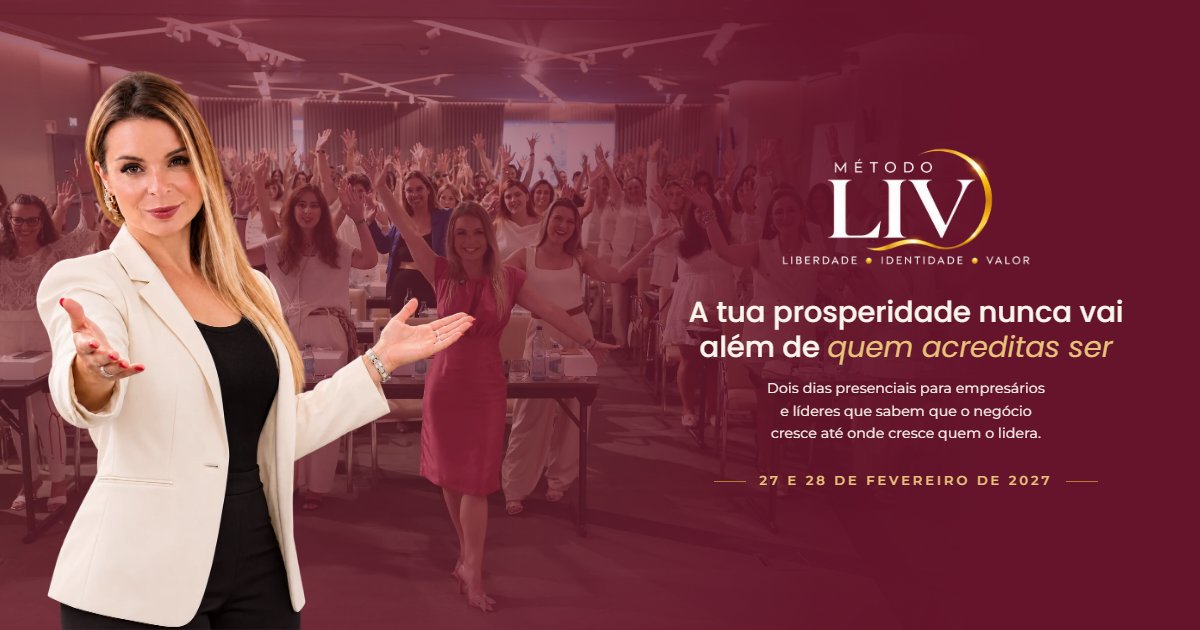 MÉTODO
LIV
LIBERDADE • IDENTIDADE • VALOR
A tua prosperidade nunca vai
além de quem acreditas ser
Dois dias presenciais para empresários
e líderes que sabem que o negócio
cresce até onde cresce quem o lidera.
27 E 28 DE FEVEREIRO DE 2027